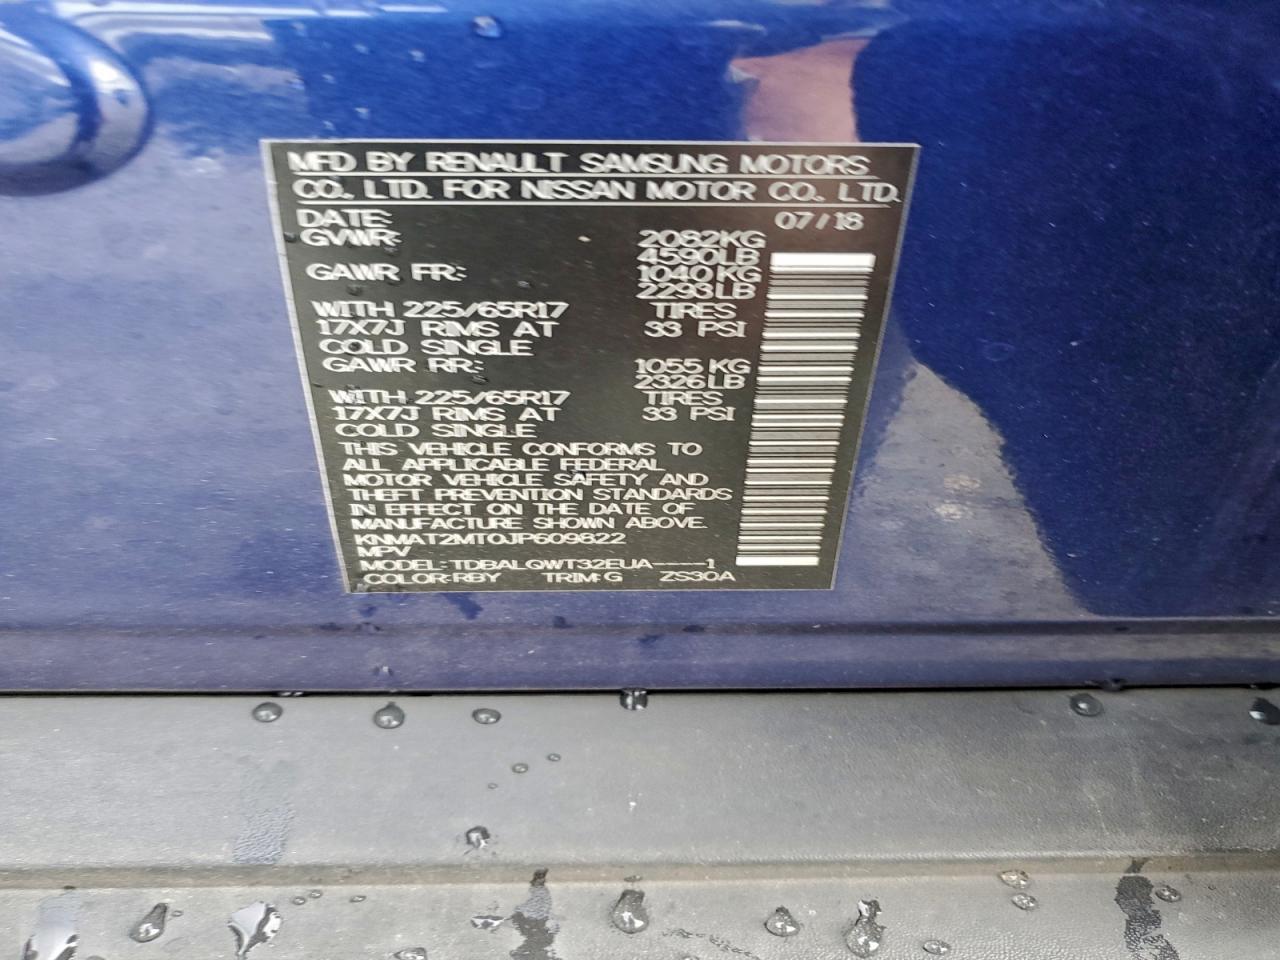 MFD BY RENAULT SAMSUNG MOTORS
CO., LTD. FOR NISSAN MOTOR CO., LTD.
DATE: 07/18
GVWR: 2082KG
4590LB
GAWR FR: 1040KG
2293LB
WITH 225/65R17 TIRES
17X7J RIMS AT 33 PSI
COLD SINGLE
GAWR RR: 1055KG
2326LB
WITH 225/65R17 TIRES
17X7J RIMS AT 33 PSI
COLD SINGLE
THIS VEHICLE CONFORMS TO
ALL APPLICABLE FEDERAL
MOTOR VEHICLE SAFETY AND
THEFT PREVENTION STANDARDS
IN EFFECT ON THE DATE OF
MANUFACTURE SHOWN ABOVE.
KNMAT2MT0JP609822
MPV
MODEL: TDBALQWT32EUA----1
COLOR:RBY TRIM:G ZS30A